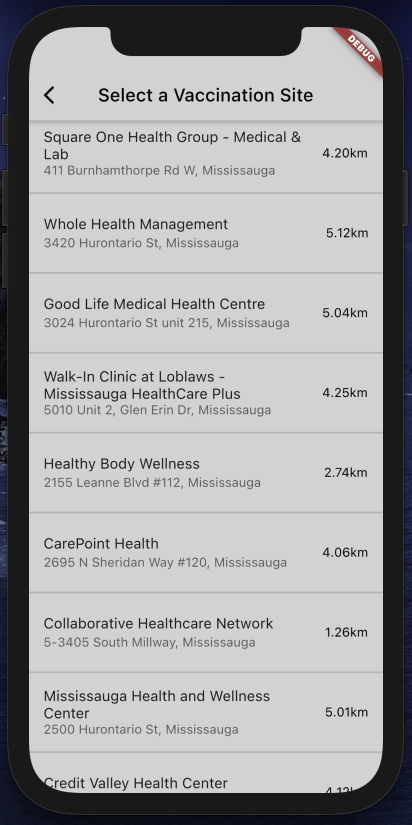 DEBUG
Select a Vaccination Site
Square One Health Group - Medical &
Lab
411 Burnhamthorpe Rd W, Mississauga
4.20km
Whole Health Management
3420 Hurontario St, Mississauga
5.12km
Good Life Medical Health Centre
3024 Hurontario St unit 215, Mississauga
5.04km
Walk-In Clinic at Loblaws -
Mississauga HealthCare Plus
5010 Unit 2, Glen Erin Dr, Mississauga
4.25km
Healthy Body Wellness
2155 Leanne Blvd #112, Mississauga
2.74km
CarePoint Health
2695 N Sheridan Way #120, Mississauga
4.06km
Collaborative Healthcare Network
5-3405 South Millway, Mississauga
1.26km
Mississauga Health and Wellness
Center
2500 Hurontario St, Mississauga
5.01km
Credit Valley Health Center